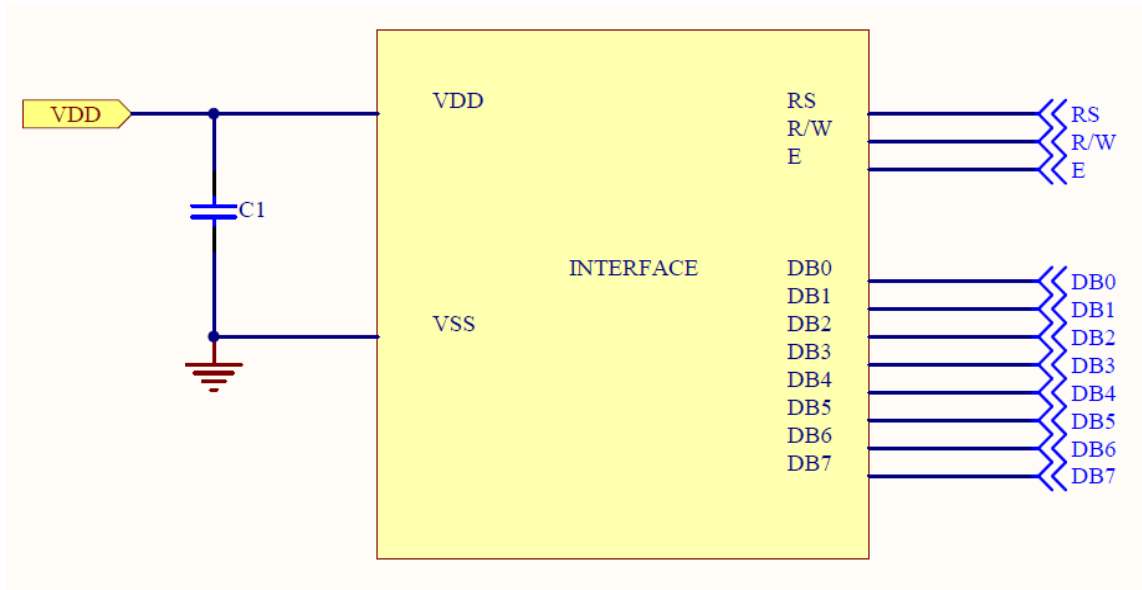 VDD
C1
VDD
VSS
INTERFACE
RS
R/W
E
DB0
DB1
DB2
DB3
DB4
DB5
DB6
DB7
RS
R/W
E
DB0
DB1
DB2
DB3
DB4
DB5
DB6
DB7